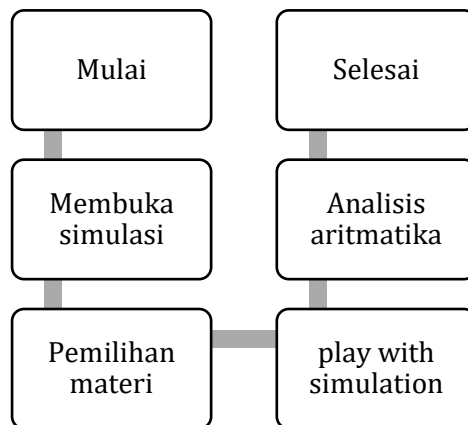 Mulai
Membuka
simulasi
Pemilihan
materi
play with
simulation
Analisis
aritmatika
Selesai